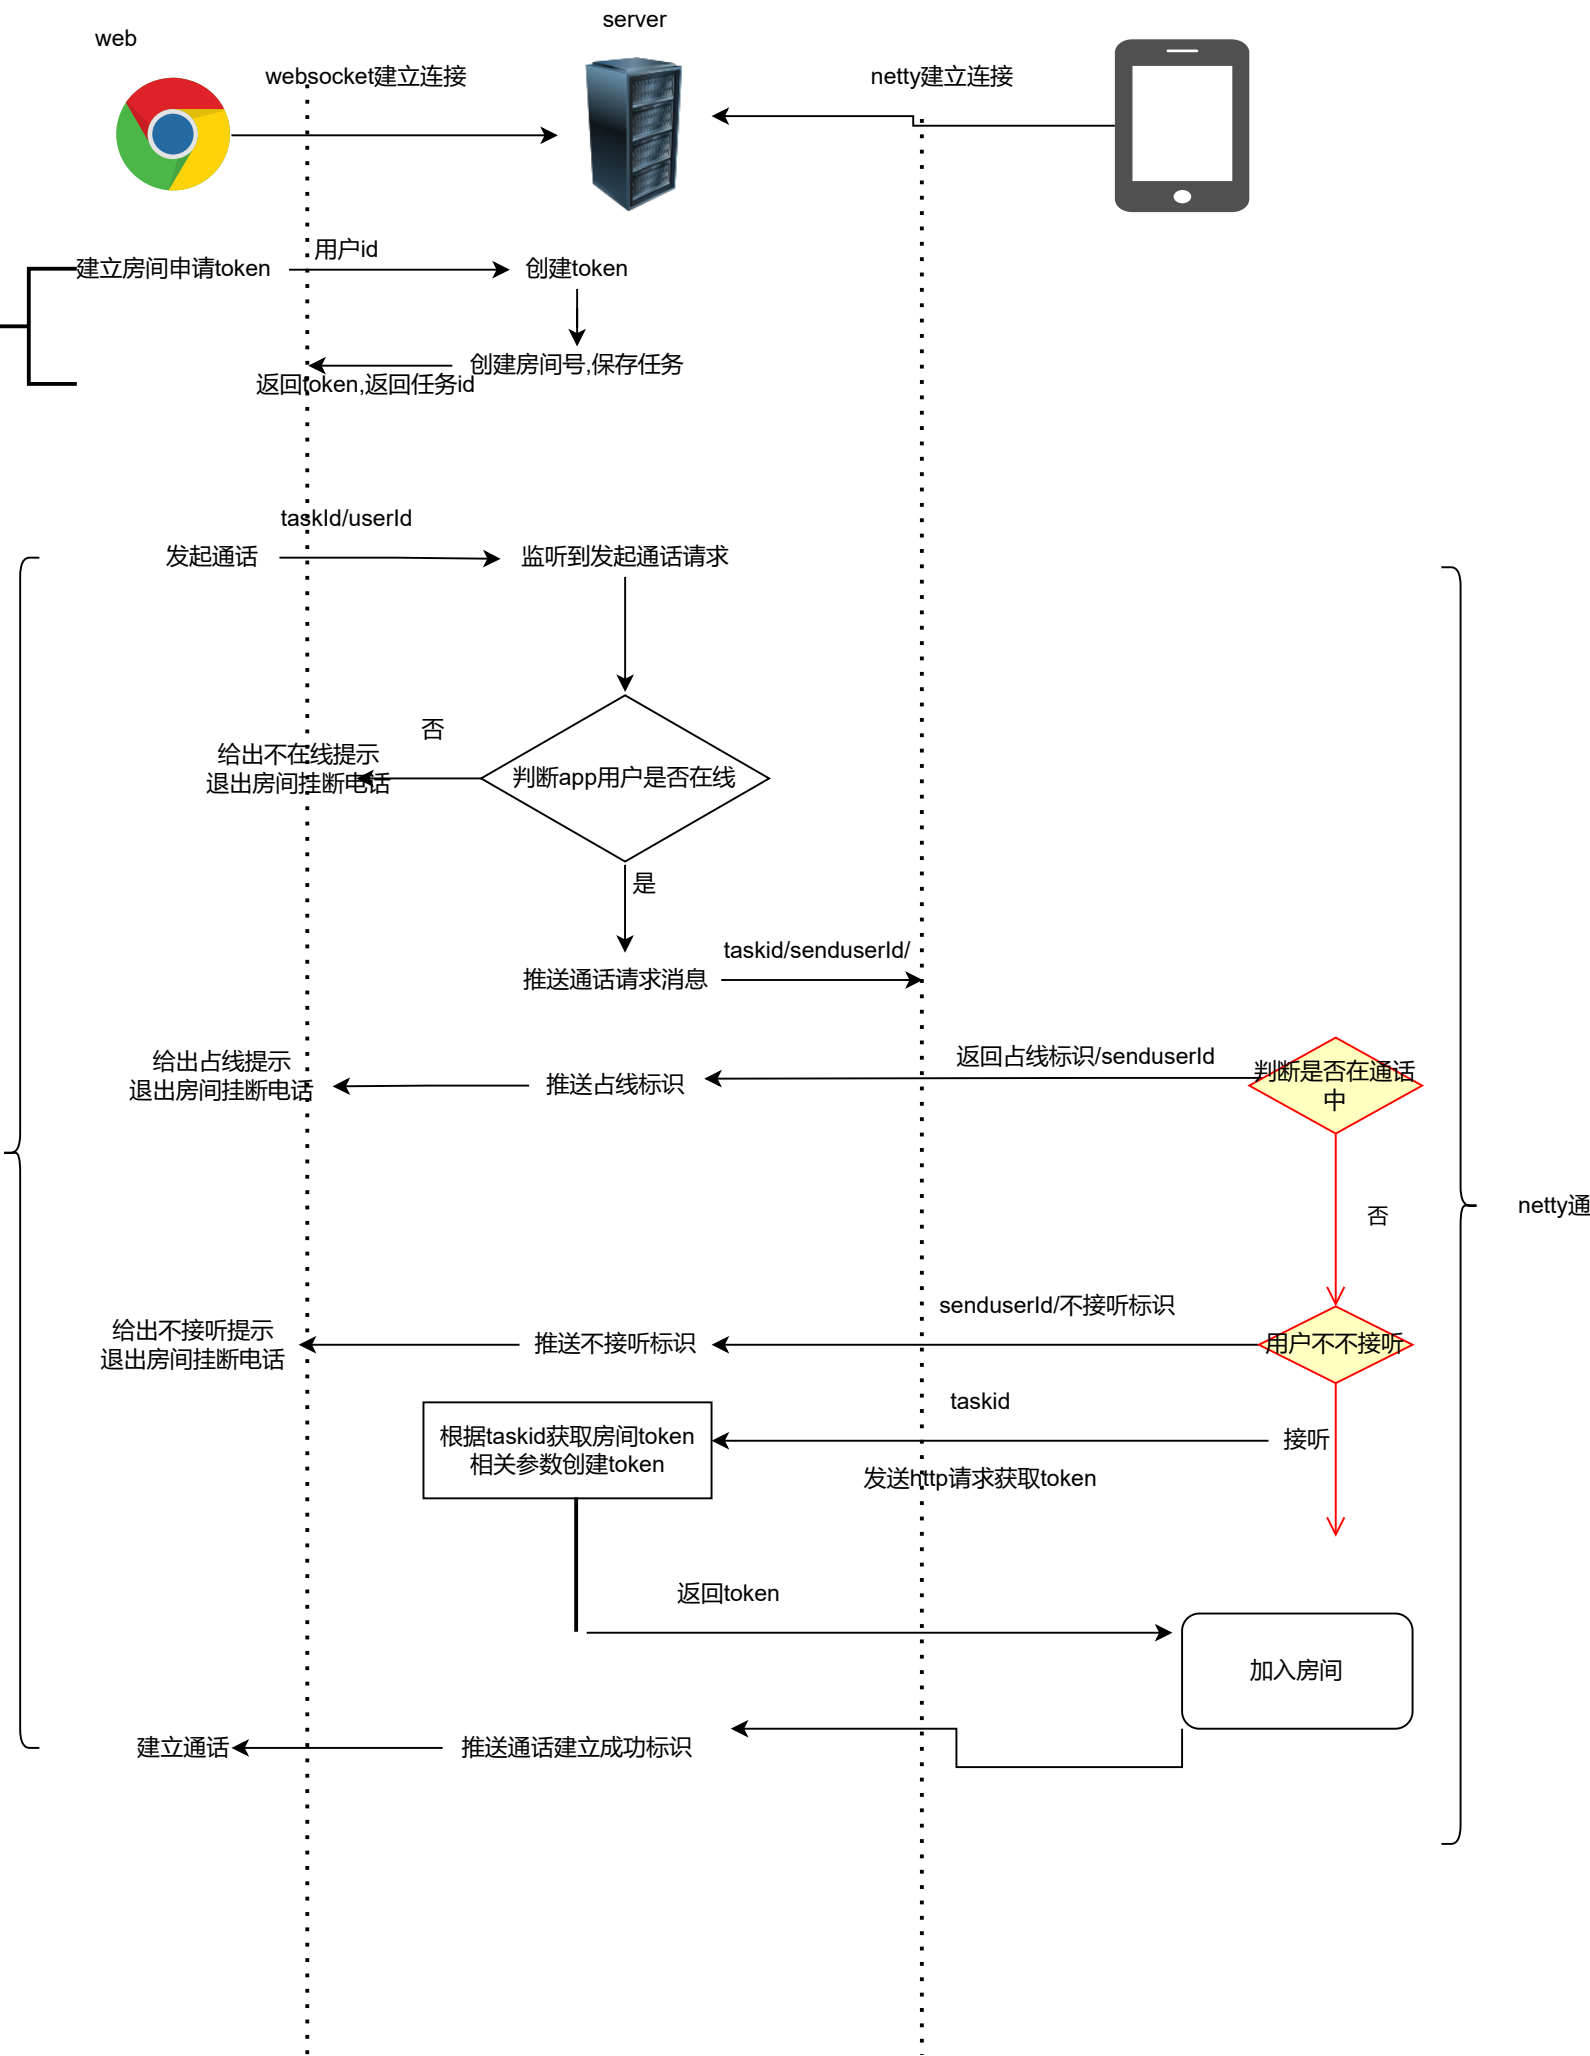 server
web
websocket建立连接
netty建立连接
用户id
建立房间申请token
创建token
创建房间号,保存任务
返回token,返回任务id
taskId/userId
发起通话
监听到发起通话请求
否
给出不在线提示
退出房间挂断电话
判断app用户是否在线
是
taskid/senduserId/
推送通话请求消息
返回占线标识/senduserId
给出占线提示
退出房间挂断电话
推送占线标识
判断是否在通话
中
netty通
否
senduserId/不接听标识
给出不接听提示
退出房间挂断电话
推送不接听标识
用户不不接听
taskid
根据taskid获取房间token
相关参数创建token
接听
发送http请求获取token
返回token
加入房间
建立通话
推送通话建立成功标识